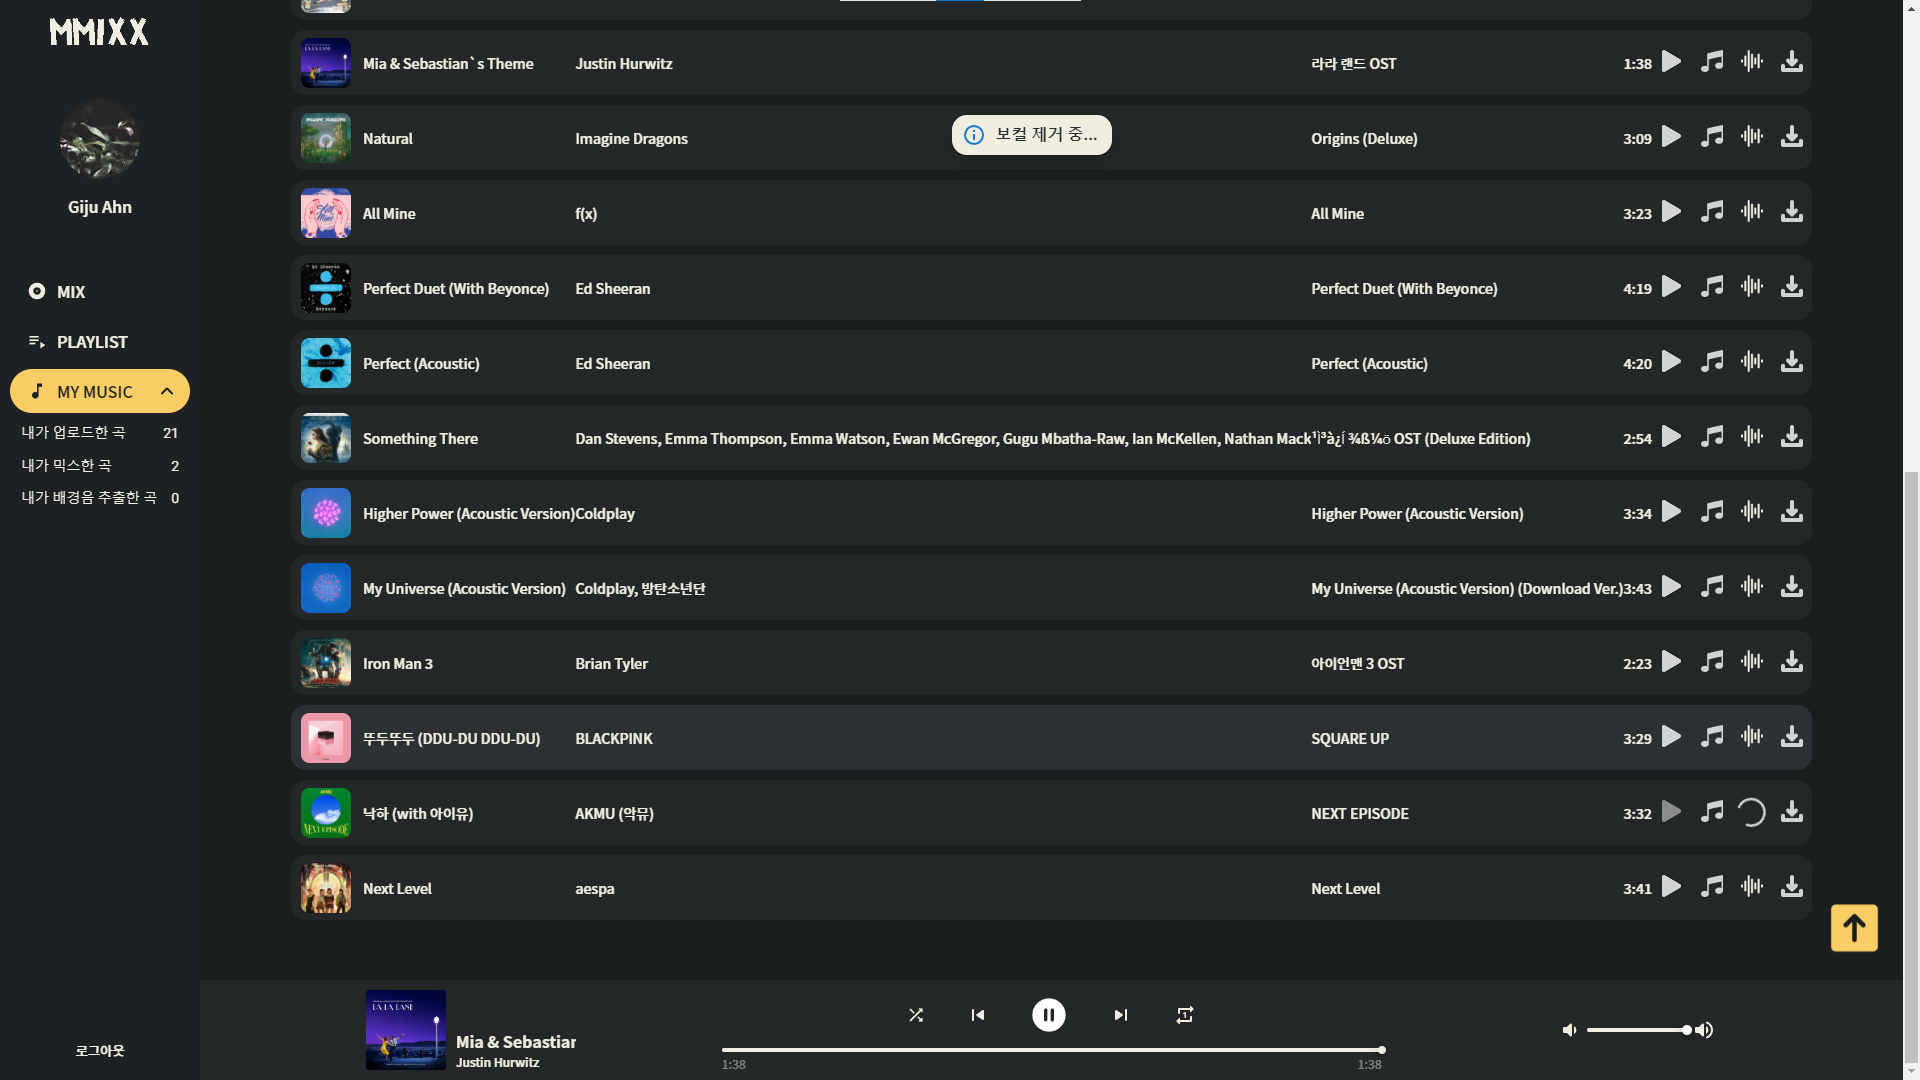 MMIXX
Giju Ahn
MIX
PLAYLIST
MY MUSIC
내가 업로드한 곡 21
내가 믹스한 곡 2
내가 배경음 추출한 곡 0
로그아웃
Mia & Sebastian`s Theme Justin Hurwitz 라라 랜드 OST 1:38
Natural Imagine Dragons Origins (Deluxe) 3:09
보컬 제거 중...
All Mine f(x) All Mine 3:23
Perfect Duet (With Beyonce) Ed Sheeran Perfect Duet (With Beyonce) 4:19
Perfect (Acoustic) Ed Sheeran Perfect (Acoustic) 4:20
Something There Dan Stevens, Emma Thompson, Emma Watson, Ewan McGregor, Gugu Mbatha-Raw, Ian McKellen, Nathan Mack¹Ì³à¿Í ¾ß¼ö OST (Deluxe Edition) 2:54
Higher Power (Acoustic Version) Coldplay Higher Power (Acoustic Version) 3:34
My Universe (Acoustic Version) Coldplay, 방탄소년단 My Universe (Acoustic Version) (Download Ver.) 3:43
Iron Man 3 Brian Tyler 아이언맨 3 OST 2:23
뚜두뚜두 (DDU-DU DDU-DU) BLACKPINK SQUARE UP 3:29
낙하 (with 아이유) AKMU (악뮤) NEXT EPISODE 3:32
Next Level aespa Next Level 3:41
LA LA LAND
Mia & Sebastian
Justin Hurwitz
1:38 1:38